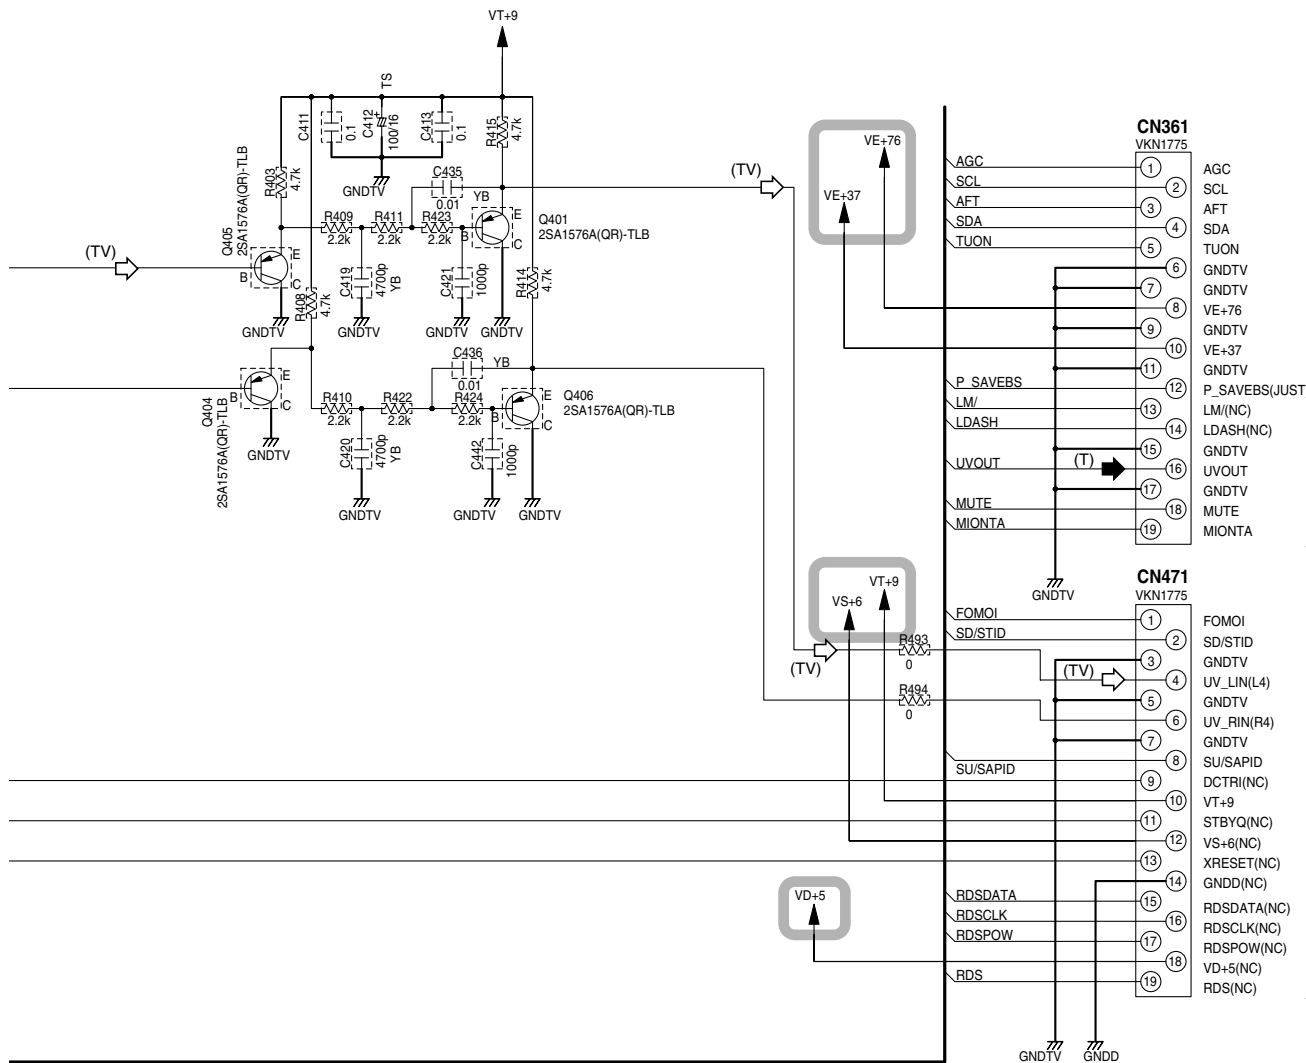 VT+9
TS
C411
0.1
C412
+
100/16
C413
0.1
R415
4.7k
GNDTV
R403
4.7k
C435
0.01
YB
(TV)
Q405
2SA1576A(QR)-TLB
(TV)
B
E
C
GNDTV
R409
2.2k
R411
2.2k
R423
2.2k
B
E
C
Q401
2SA1576A(QR)-TLB
C419
4700p
YB
GNDTV
C421
1000p
GNDTV
GNDTV
R414
4.7k
R408
4.7k
B
E
C
Q404
2SA1576A(QR)-TLB
GNDTV
C436
0.01
YB
R410
2.2k
R422
2.2k
R424
2.2k
B
E
C
Q406
2SA1576A(QR)-TLB
C420
4700p
YB
GNDTV
C442
1000p
GNDTV
GNDTV
VE+76
VE+37
CN361
VKN1775
AGC
1
AGC
SCL
2
SCL
AFT
3
AFT
SDA
4
SDA
TUON
5
TUON
6
GNDTV
7
GNDTV
8
VE+76
9
GNDTV
10
VE+37
11
GNDTV
P_SAVEBS
12
P_SAVEBS(JUST
LM/
13
LM/(NC)
LDASH
14
LDASH(NC)
15
GNDTV
UVOUT
(T)
16
UVOUT
17
GNDTV
MUTE
18
MUTE
MIONTA
19
MIONTA
GNDTV
VT+9
VS+6
(TV)
R493
0
R494
0
CN471
VKN1775
FOMOI
1
FOMOI
SD/STID
2
SD/STID
3
GNDTV
(TV)
4
UV_LIN(L4)
5
GNDTV
6
UV_RIN(R4)
7
GNDTV
SU/SAPID
8
SU/SAPID
9
DCTRI(NC)
10
VT+9
11
STBYQ(NC)
12
VS+6(NC)
13
XRESET(NC)
14
GNDD(NC)
VD+5
RDSDATA
15
RDSDATA(NC)
RDSCLK
16
RDSCLK(NC)
RDSPOW
17
RDSPOW(NC)
18
VD+5(NC)
RDS
19
RDS(NC)
GNDTV
GNDD